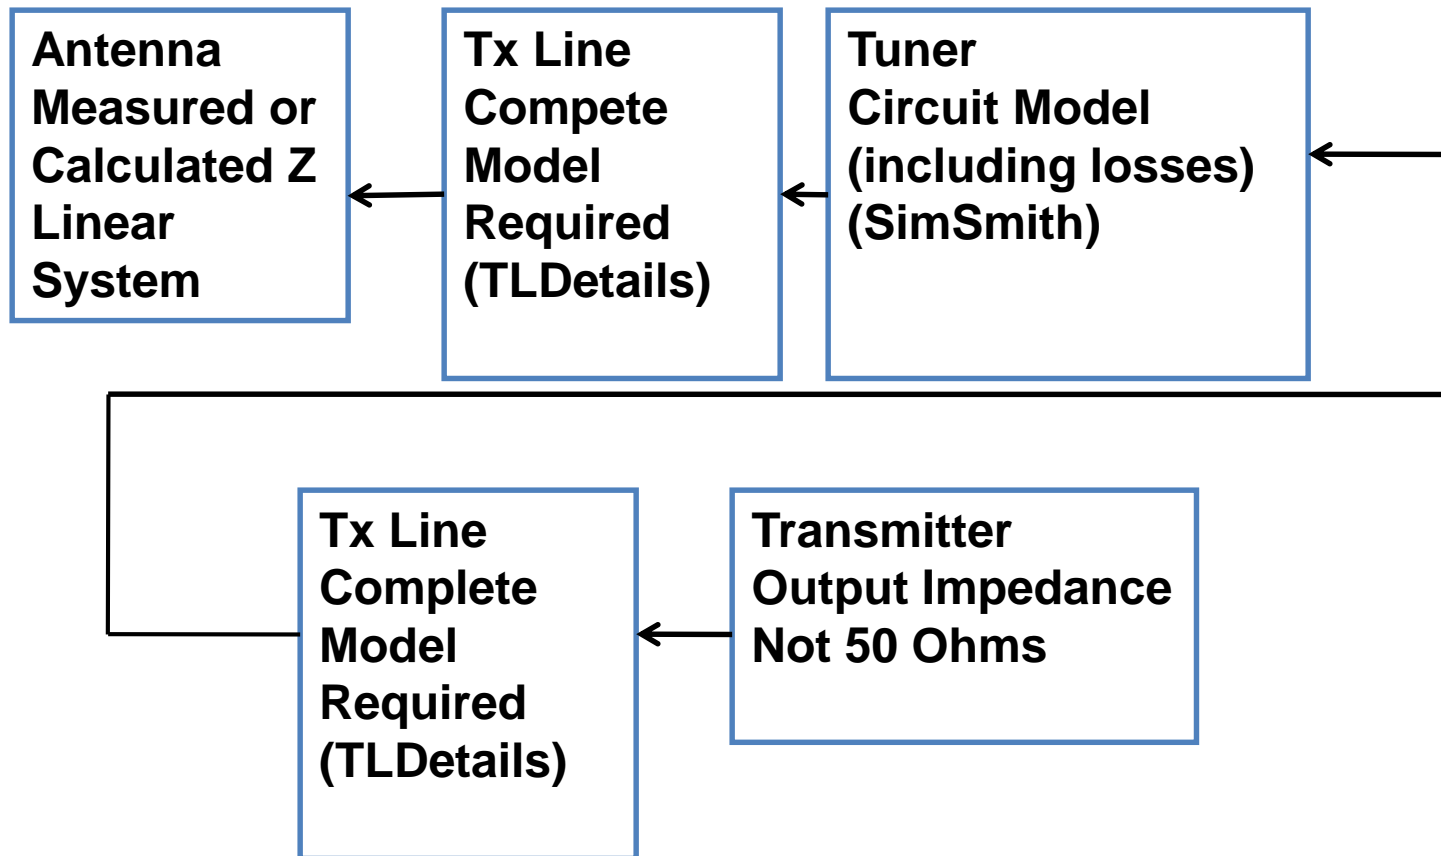 Antenna
Measured or
Calculated Z
Linear
System
Tx Line
Compete
Model
Required
(TLDetails)
Tuner
Circuit Model
(including losses)
(SimSmith)
Tx Line
Complete
Model
Required
(TLDetails)
Transmitter
Output Impedance
Not 50 Ohms